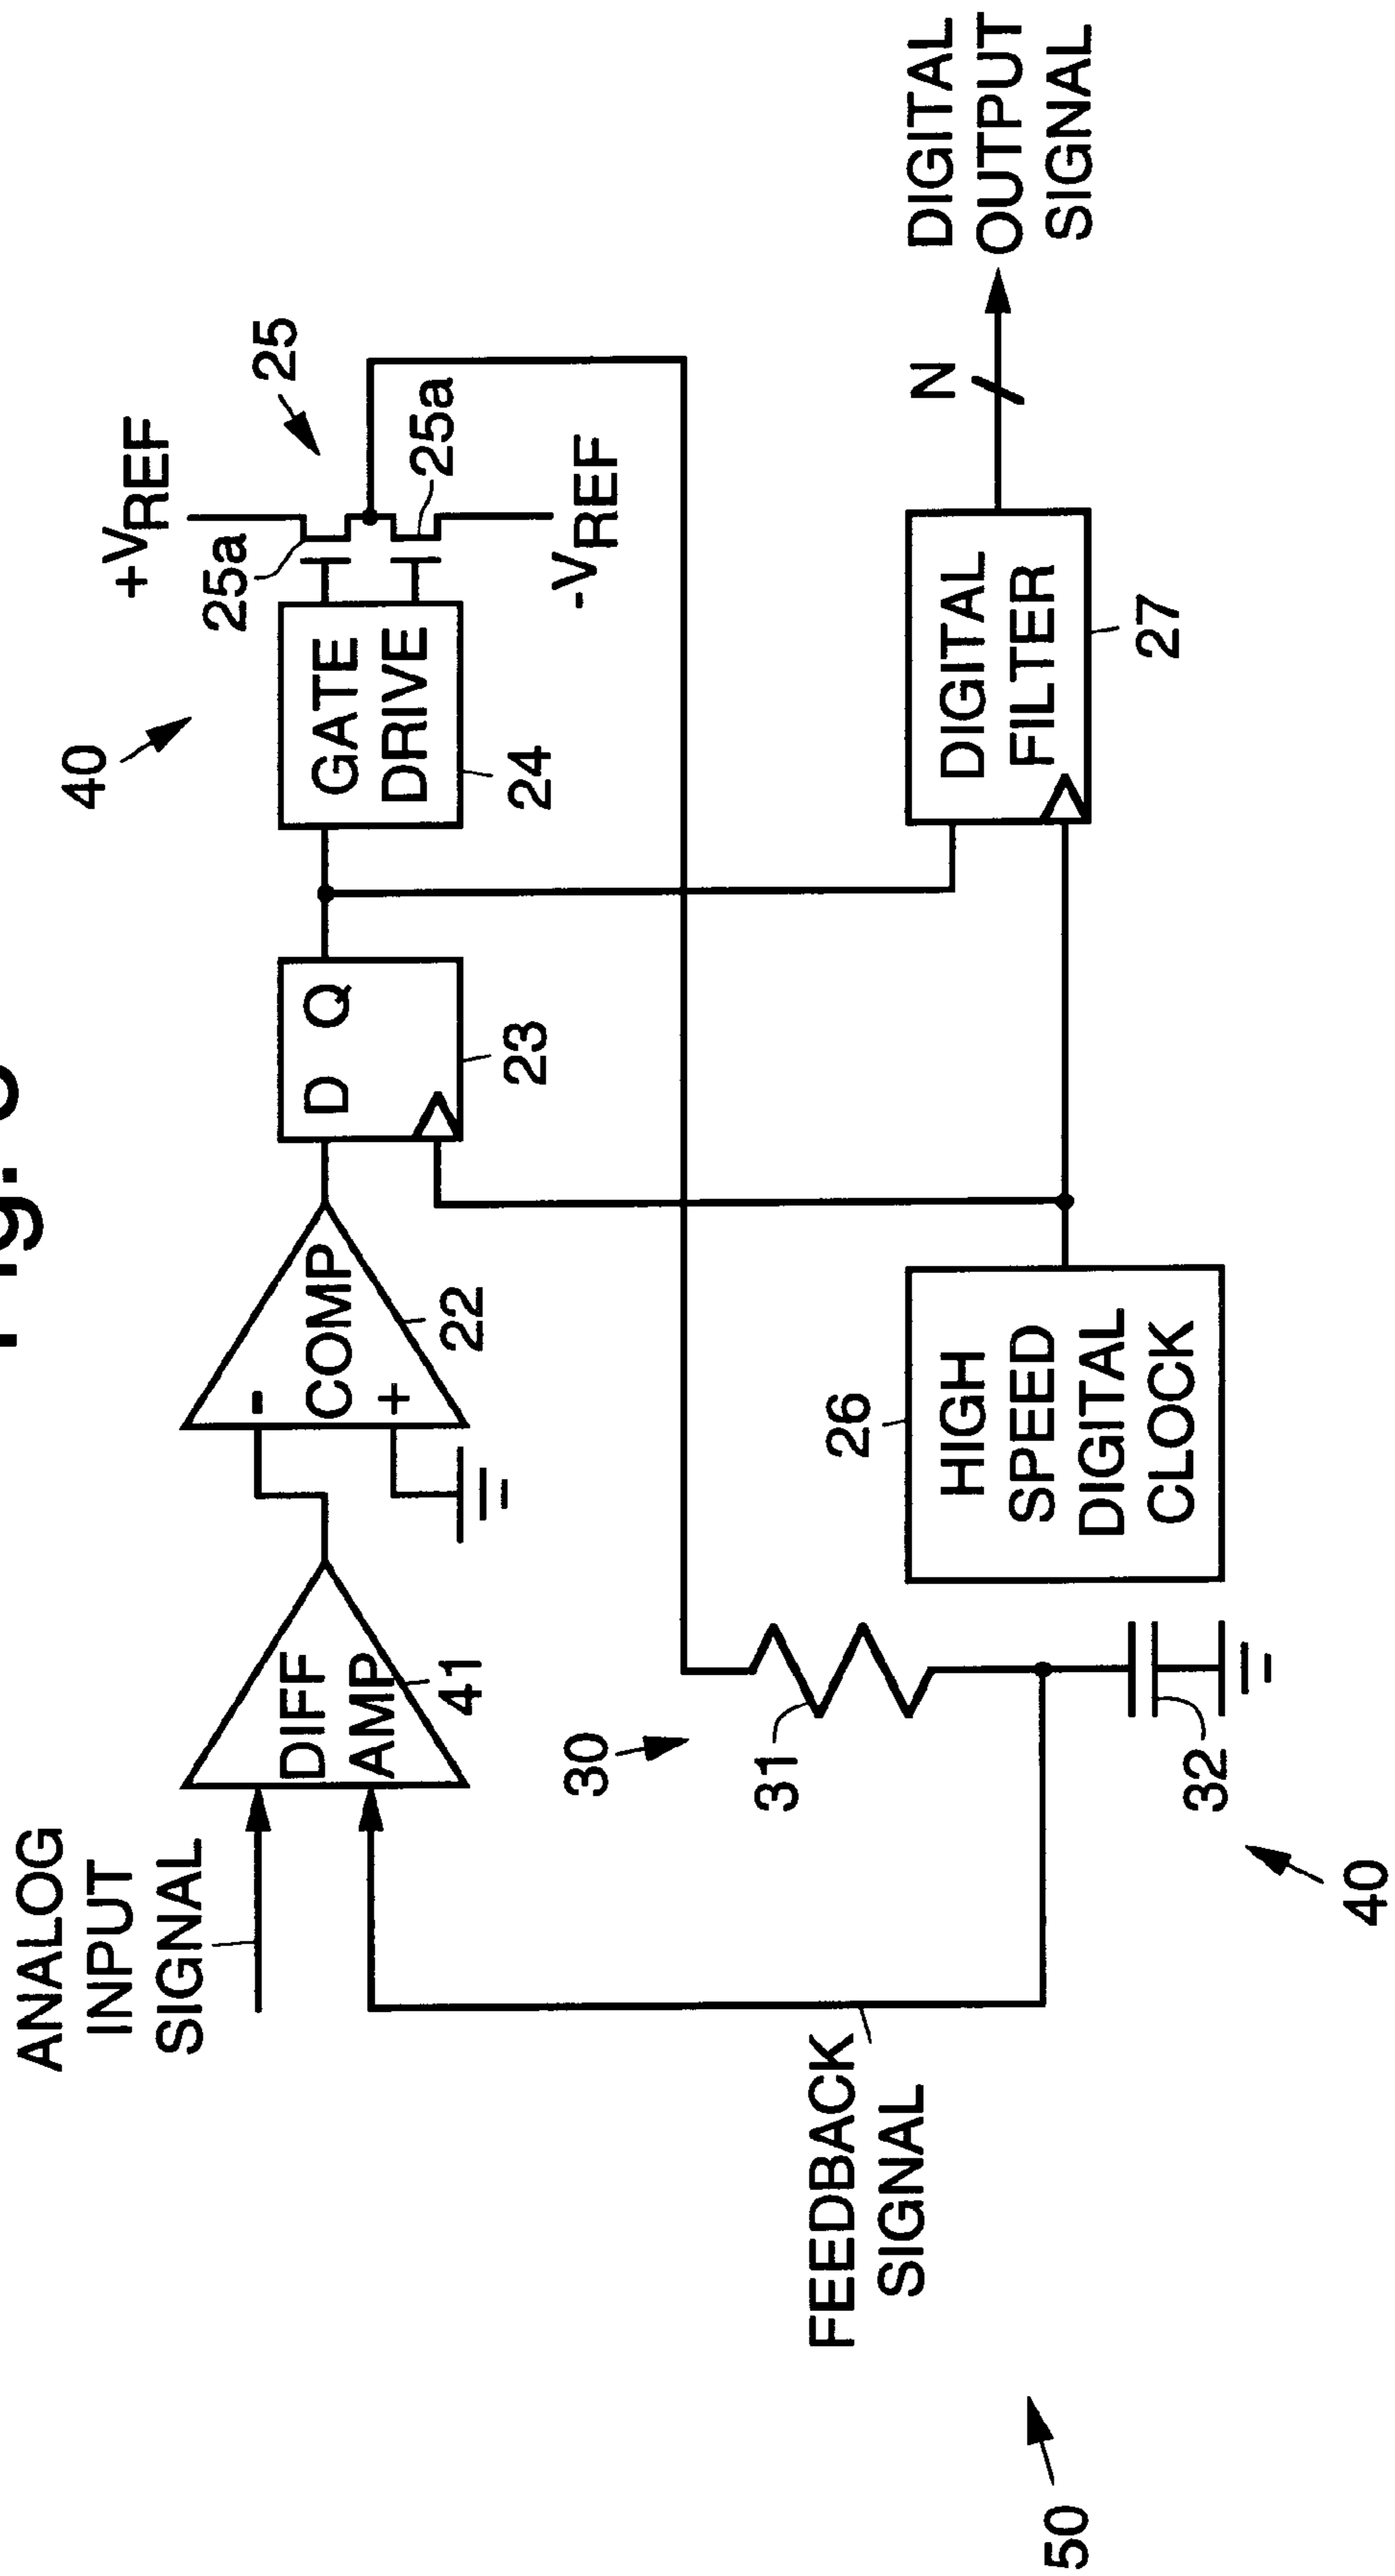 40
+VREF
25
25a
25a
-VREF
GATE
DRIVE
24
D Q
23
-
COMP
+
22
DIFF
AMP
41
ANALOG
INPUT
SIGNAL
30
31
32
40
FEEDBACK
SIGNAL
50
26
HIGH
SPEED
DIGITAL
CLOCK
DIGITAL
FILTER
27
N
DIGITAL
OUTPUT
SIGNAL